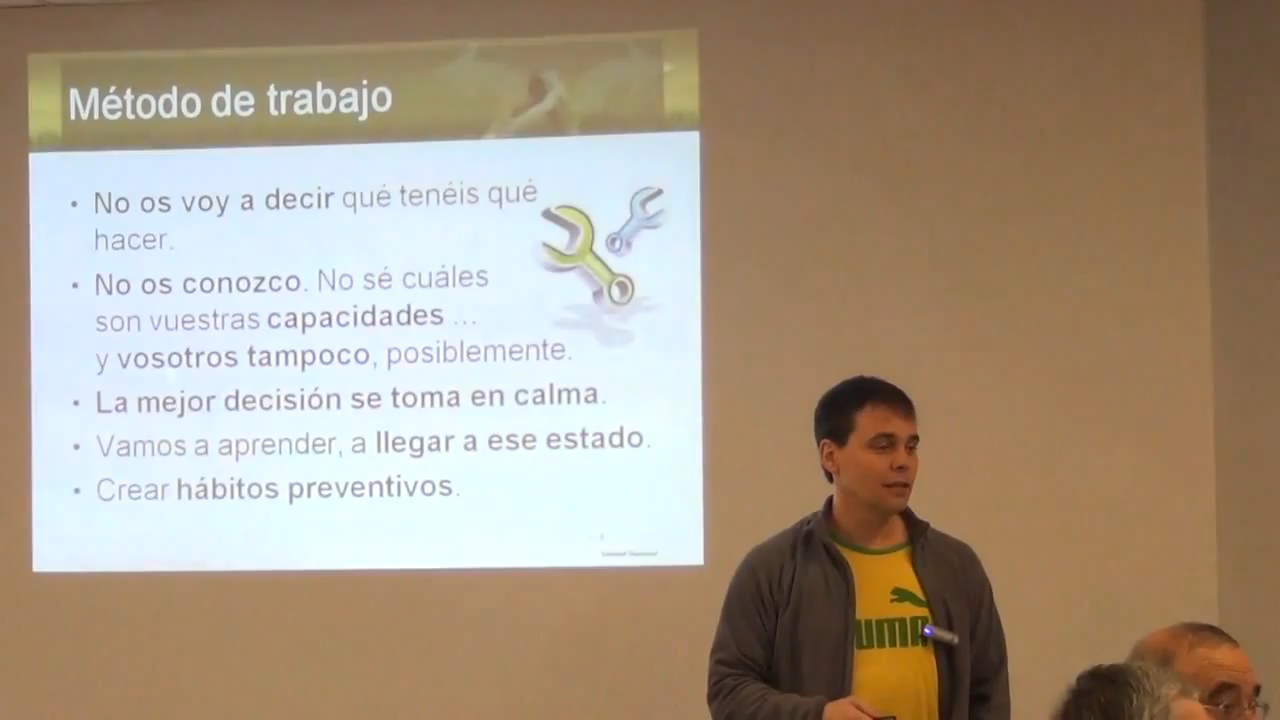 Método de trabajo
• No os voy a decir qué tenéis qué
hacer.
• No os conozco. No sé cuáles
son vuestras capacidades ...
y vosotros tampoco, posiblemente.
• La mejor decisión se toma en calma.
• Vamos a aprender, a llegar a ese estado.
• Crear hábitos preventivos.
UMA